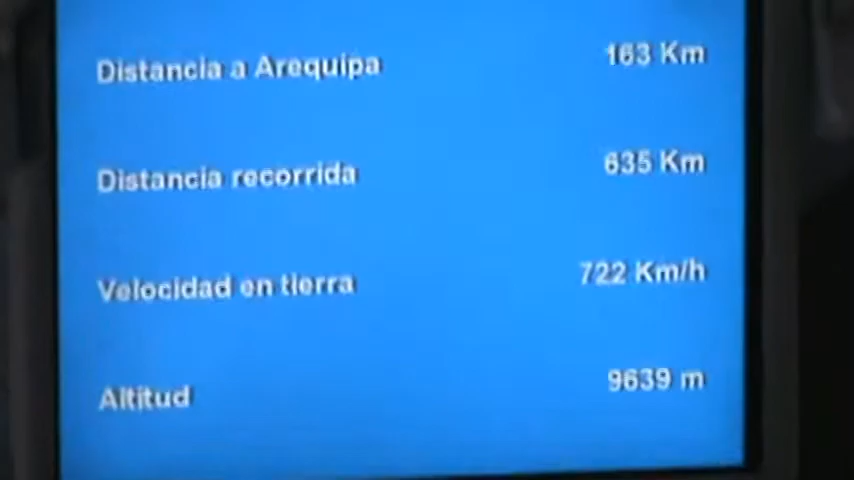 Distancia a Arequipa 163 Km
Distancia recorrida 635 Km
Velocidad en tierra 722 Km/h
Altitud 9639 m